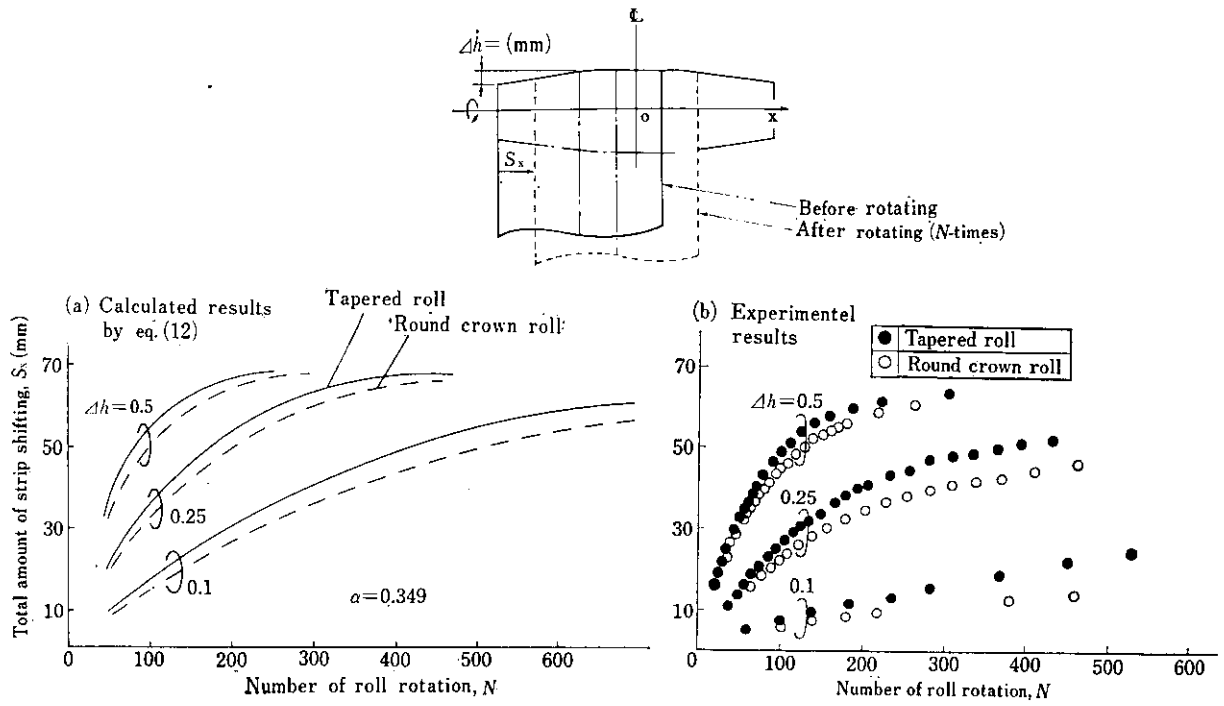 ℄
Δh= (mm)
o
x
Sx
Before rotating
After rotating (N-times)
(a) Calculated results
by eq. (12)
Tapered roll
Round crown roll
Total amount of strip shifting, Sx (mm)
70
50
30
10
Δh=0.5
0.25
0.1
α=0.349
0
100
200
300
400
500
600
Number of roll rotation, N
(b) Experimentel
results
● Tapered roll
○ Round crown roll
70
50
30
10
Δh=0.5
0.25
0.1
0
100
200
300
400
500
600
Number of roll rotation, N